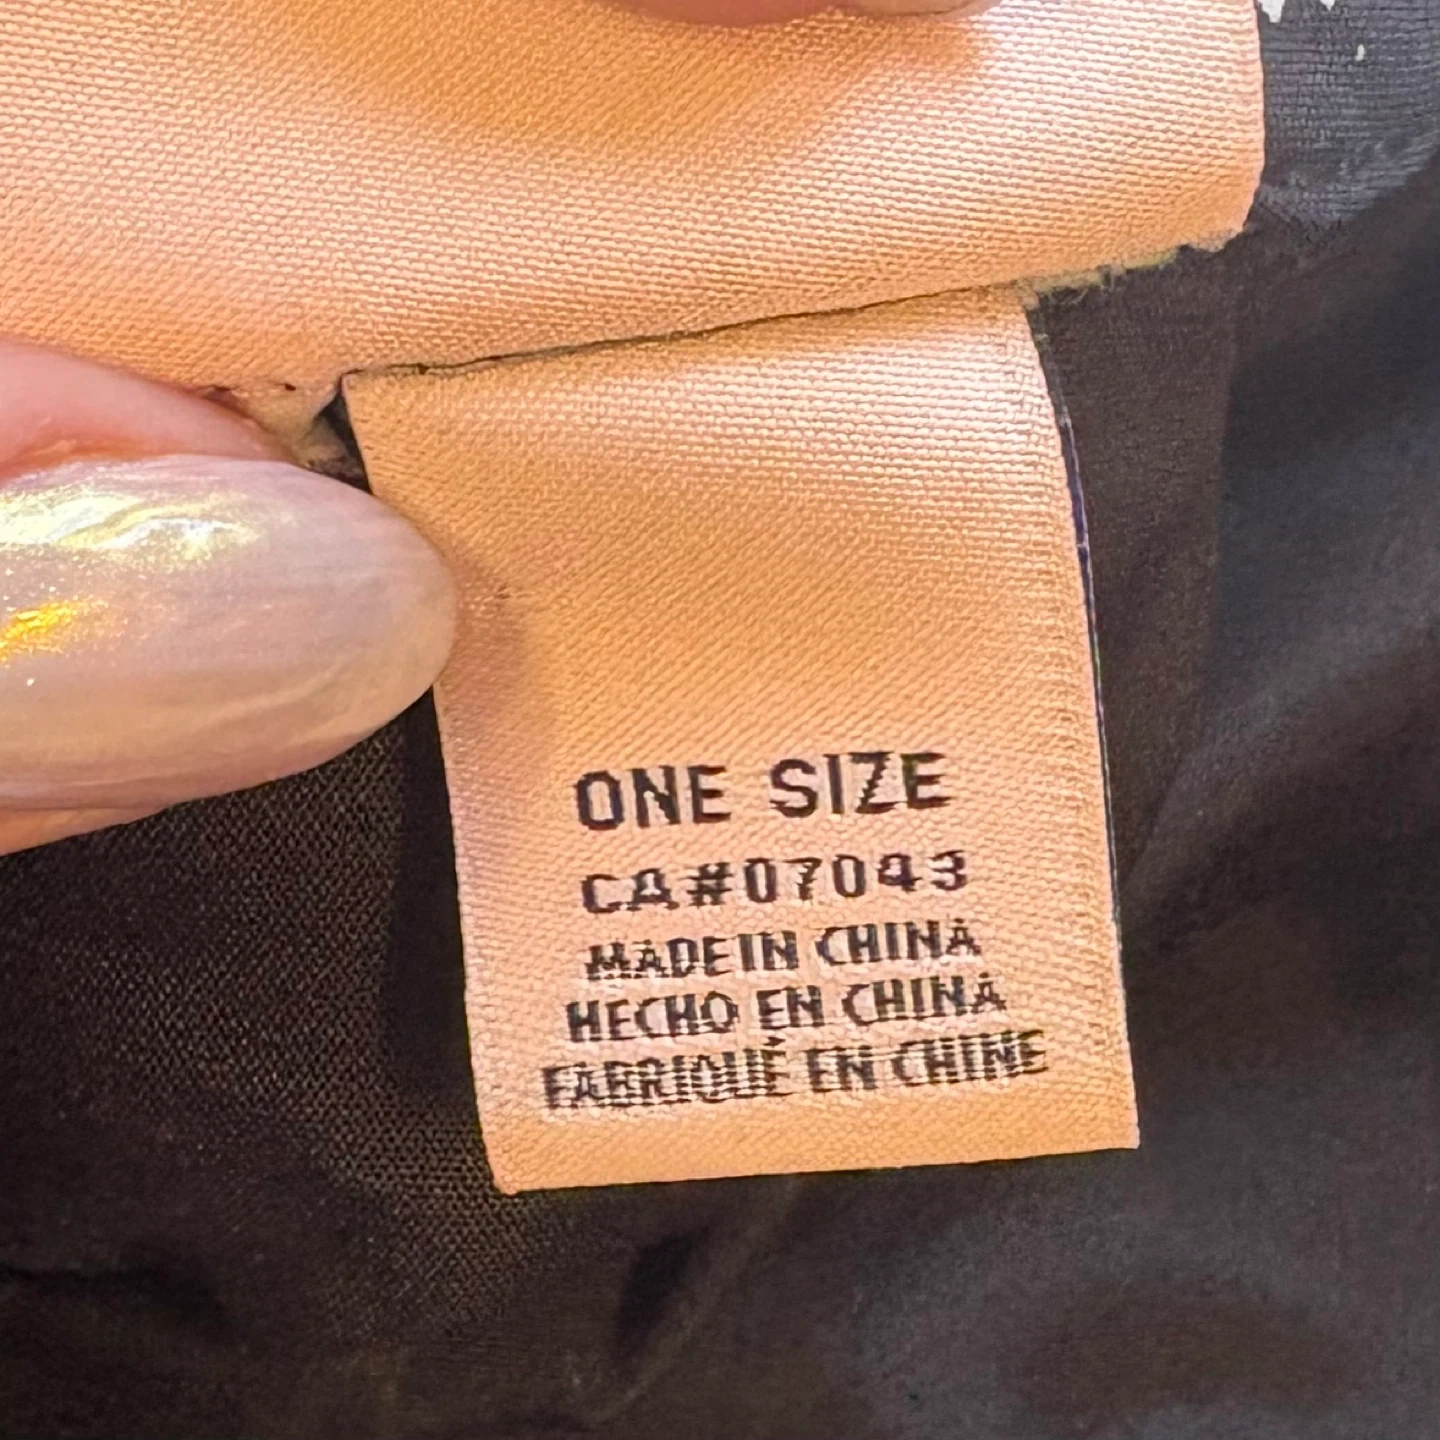 ONE SIZE
CA#07043
MADE IN CHINA
HECHO EN CHINA
FABRIQUÉ EN CHINE